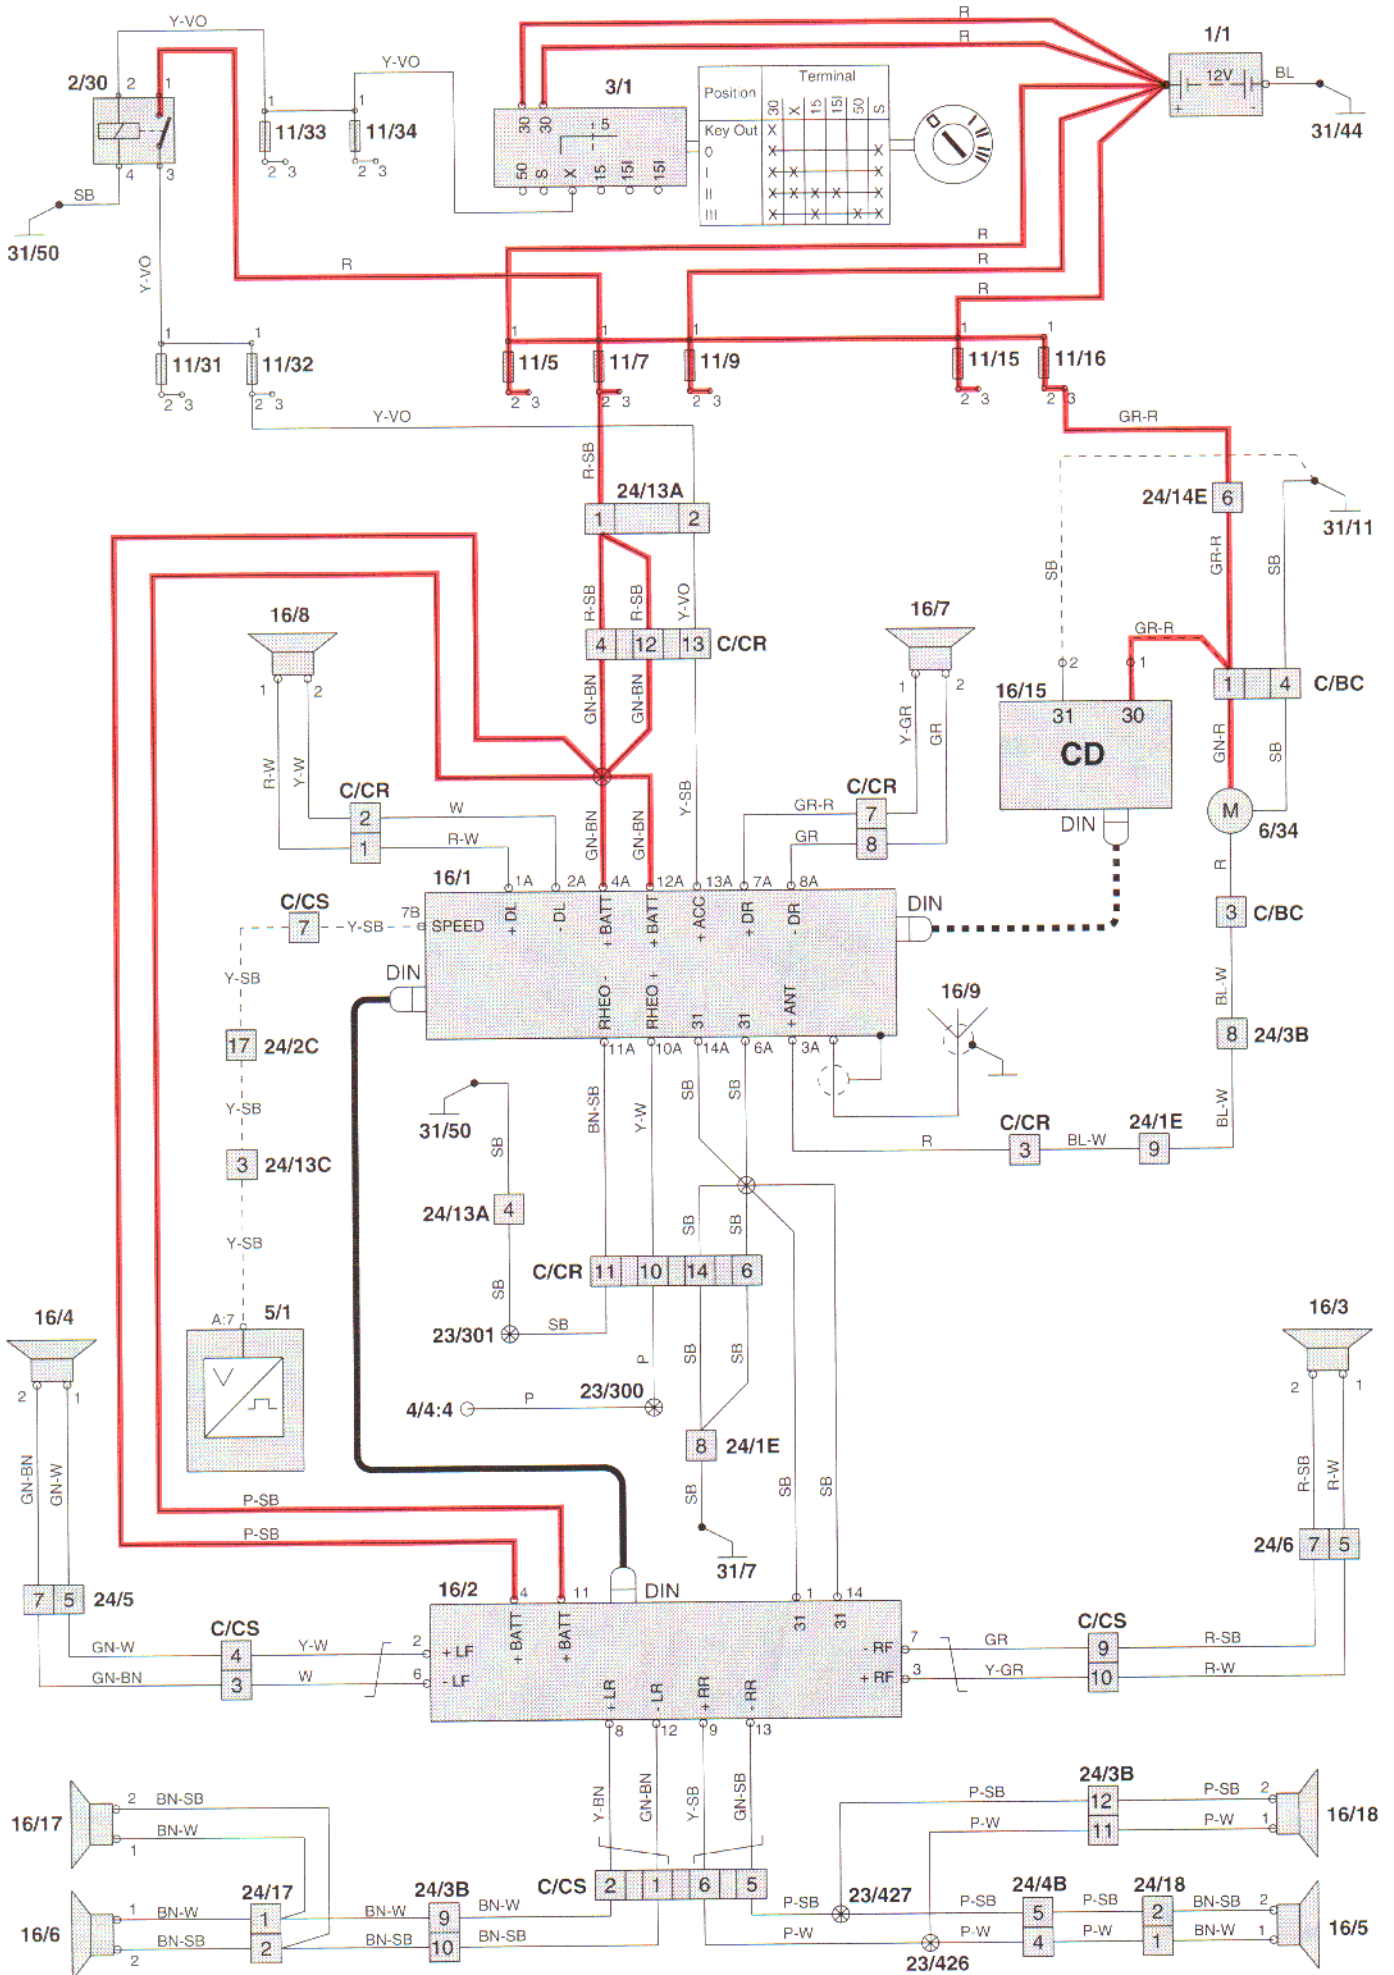 Y-VO
R
R
1/1
12V
+
-
BL
31/44
2/30
2
1
4
3
SB
31/50
Y-VO
1
1
11/33
11/34
2 3
2 3
Y-VO
3/1
30
30
5
50
S
X
15
15I
15I
Position
Terminal
30 X 15 15I 50 S
Key Out X
0 X X
I X X X
II X X X X X
III X X X X
0 I II III
R
R
R
R
1
1
11/31
11/32
2 3
2 3
Y-VO
1
1
1
1
11/5
11/7
11/9
11/15
11/16
2 3
2 3
2 3
2 3
2 3
R-SB
GR-R
24/13A
1
2
24/14E
6
31/11
SB
GR-R
SB
R-SB
R-SB
Y-VO
4
12
13
C/CR
16/8
1
2
R-W
Y-W
C/CR
2
1
W
R-W
GN-BN
GN-BN
Y-SB
GN-BN
GN-BN
16/7
1
2
Y-GR
GR
C/CR
7
8
GR-R
GR
GR-R
2
1
16/15
31
30
CD
DIN
1
4
C/BC
GN-R
SB
M
6/34
R
3
C/BC
BL-W
8
24/3B
BL-W
16/1
1A
2A
4A
12A
13A
7A
8A
+ DL
- DL
+ BATT
+ BATT
+ ACC
+ DR
- DR
DIN
7B
SPEED
C/CS
7
Y-SB
Y-SB
DIN
RHEO -
RHEO +
31
31
+ ANT
11A
10A
14A
6A
3A
16/9
17
24/2C
Y-SB
3
24/13C
Y-SB
31/50
SB
24/13A
4
SB
BN-SB
Y-W
SB
SB
R
C/CR
3
BL-W
24/1E
9
SB
SB
C/CR
11
10
14
6
23/301
SB
P
23/300
4/4:4
P
SB
SB
8
24/1E
SB
31/7
SB
SB
A:7
5/1
V
16/4
2
1
GN-BN
GN-W
7
5
24/5
16/3
2
1
R-SB
R-W
24/6
7
5
P-SB
P-SB
16/2
4
11
DIN
1
14
+ BATT
+ BATT
31
31
C/CS
4
3
GN-W
GN-BN
Y-W
W
2
6
+ LF
- LF
- RF
+ RF
7
3
GR
Y-GR
C/CS
9
10
R-SB
R-W
+ LR
- LR
+ RR
- RR
8
12
9
13
Y-BN
GN-BN
Y-SB
GN-SB
C/CS
2
1
6
5
16/17
2
1
BN-SB
BN-W
16/6
1
2
BN-W
BN-SB
24/17
1
2
BN-W
BN-SB
24/3B
9
10
BN-W
BN-SB
P-SB
P-W
23/427
23/426
P-SB
P-W
24/3B
12
11
P-SB
P-W
2
1
16/18
P-SB
P-W
24/4B
5
4
P-SB
P-W
24/18
2
1
BN-SB
BN-W
2
1
16/5